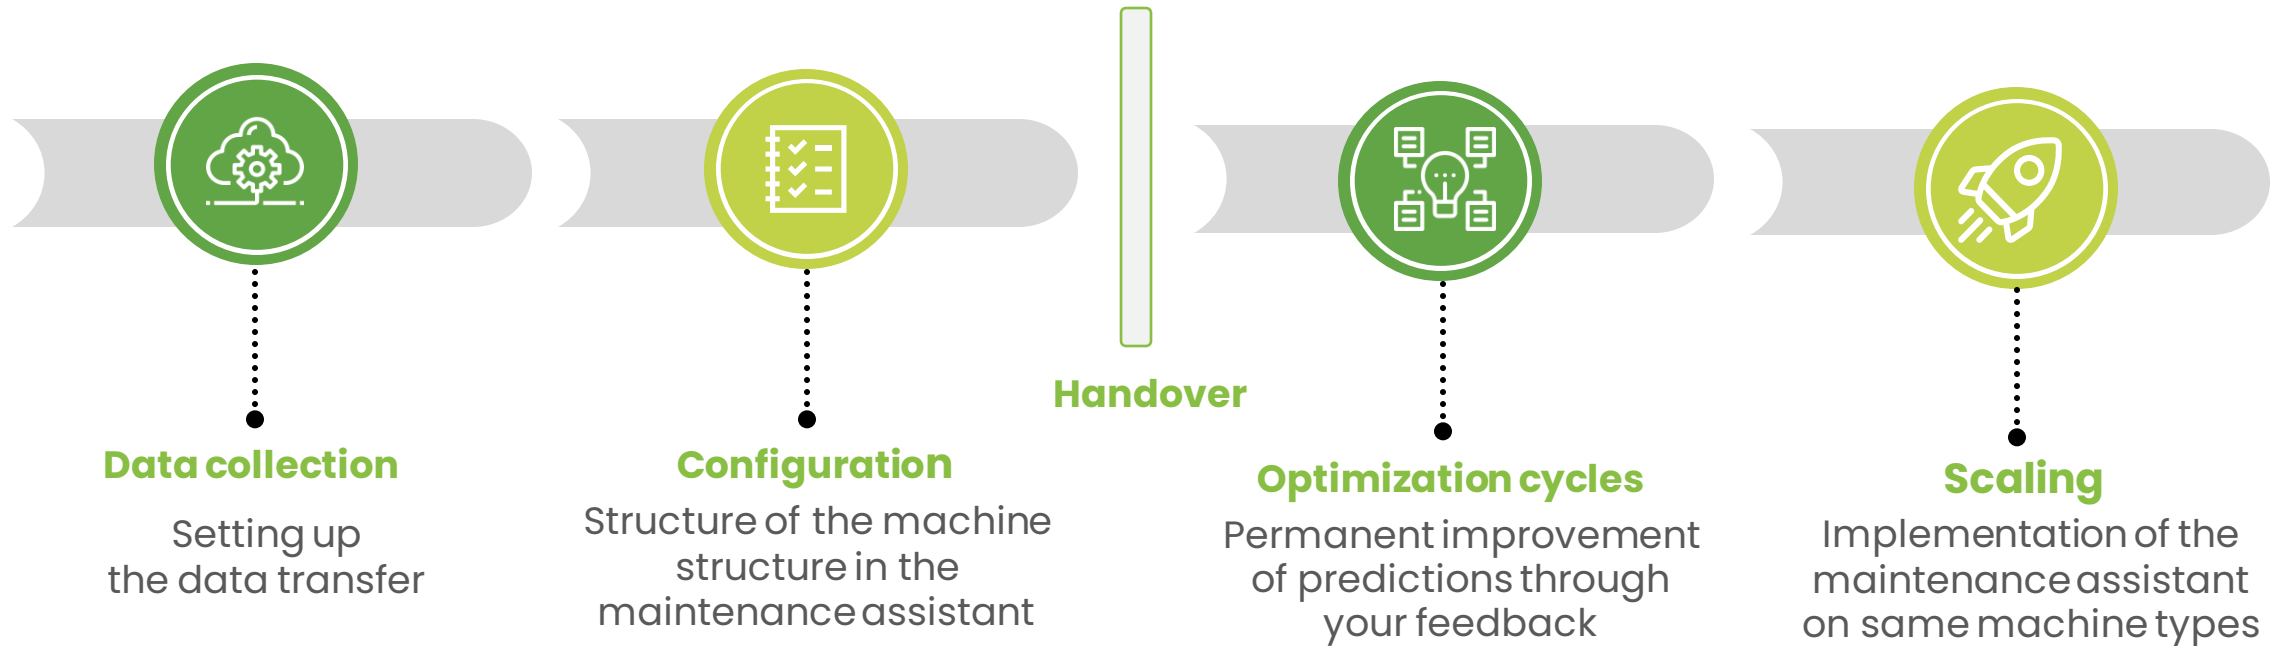 Data collection
Setting up
the data transfer
Configuration
Structure of the machine
structure in the
maintenance assistant
Handover
Optimization cycles
Permanent improvement
of predictions through
your feedback
Scaling
Implementation of the
maintenance assistant
on same machine types